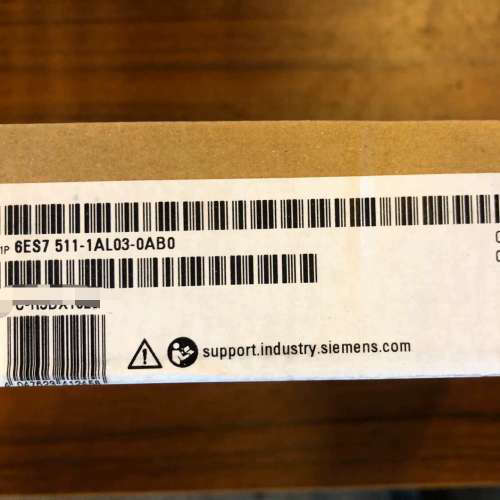 1P 6ES7 511-1AL03-0AB0
support.industry.siemens.com